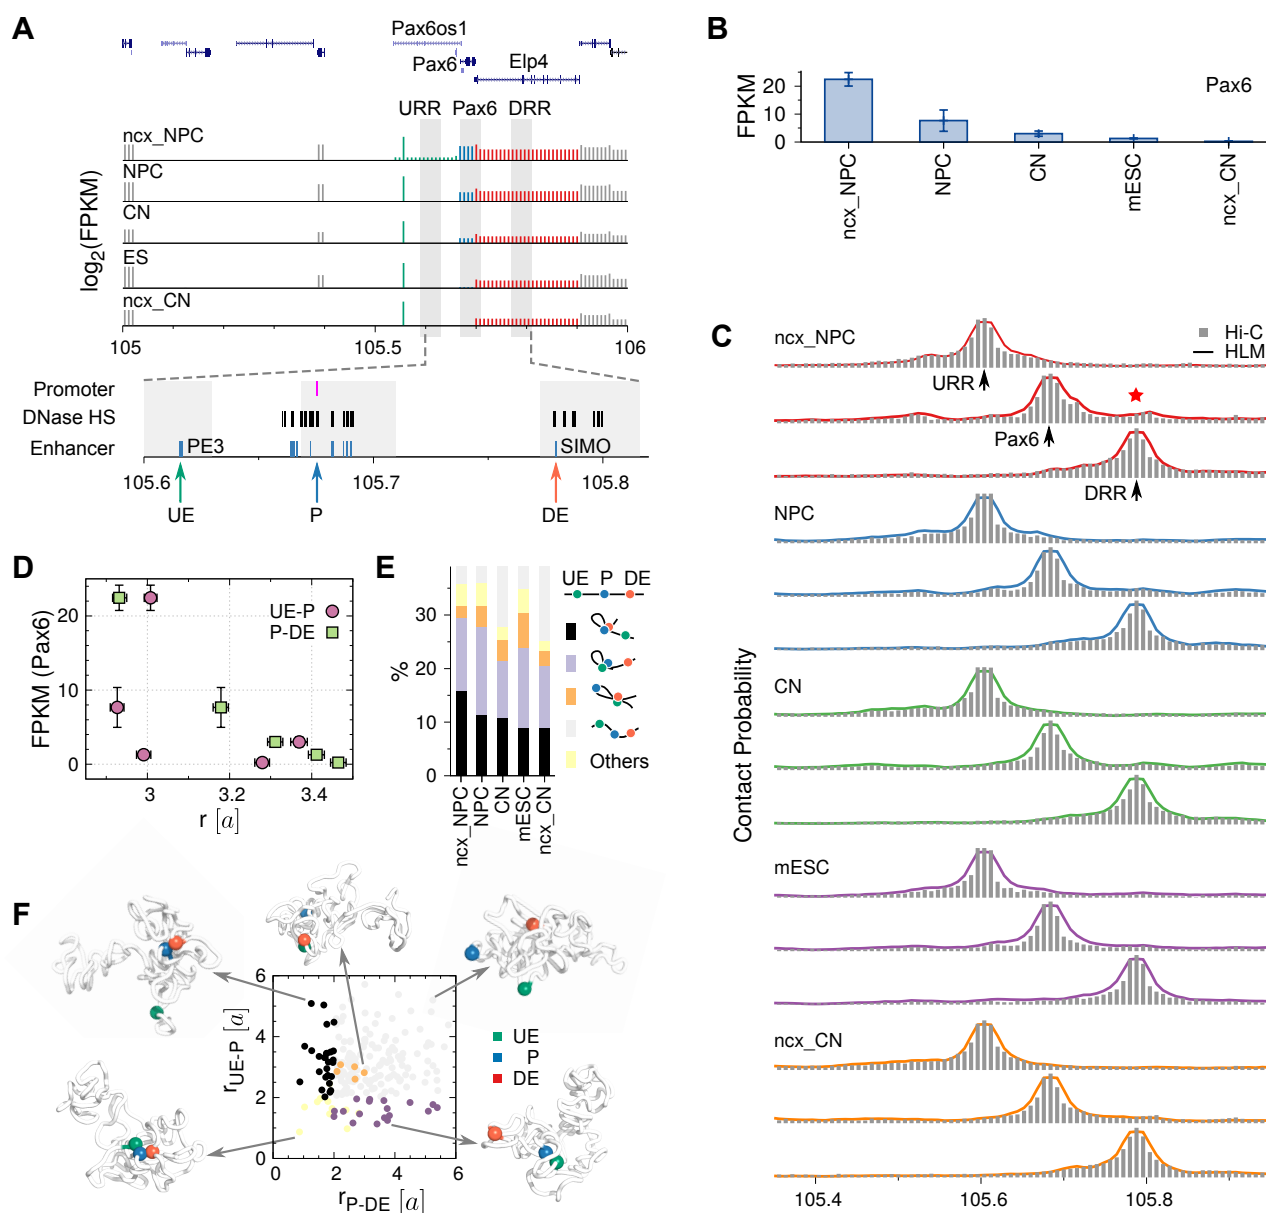 A
Pax6os1
Pax6
Elp4
URR Pax6 DRR
log2(FPKM)
ncx_NPC
NPC
CN
ES
ncx_CN
105 105.5 106
Promoter
DNase HS
Enhancer
PE3
SIMO
105.6 105.7 105.8
UE P DE
B
FPKM
20
10
0
Pax6
ncx_NPC
NPC
CN
mESC
ncx_CN
C
ncx_NPC
Hi-C
HLM
URR
Pax6
DRR
NPC
CN
mESC
ncx_CN
Contact Probability
105.4 105.6 105.8
D
FPKM (Pax6)
20
10
0
UE-P
P-DE
3 3.2 3.4
r [a]
E
%
30
20
10
0
ncx_NPC
NPC
CN
mESC
ncx_CN
UE P DE
Others
F
rUE-P [a]
6
4
2
0
0 2 4 6
rP-DE [a]
UE
P
DE